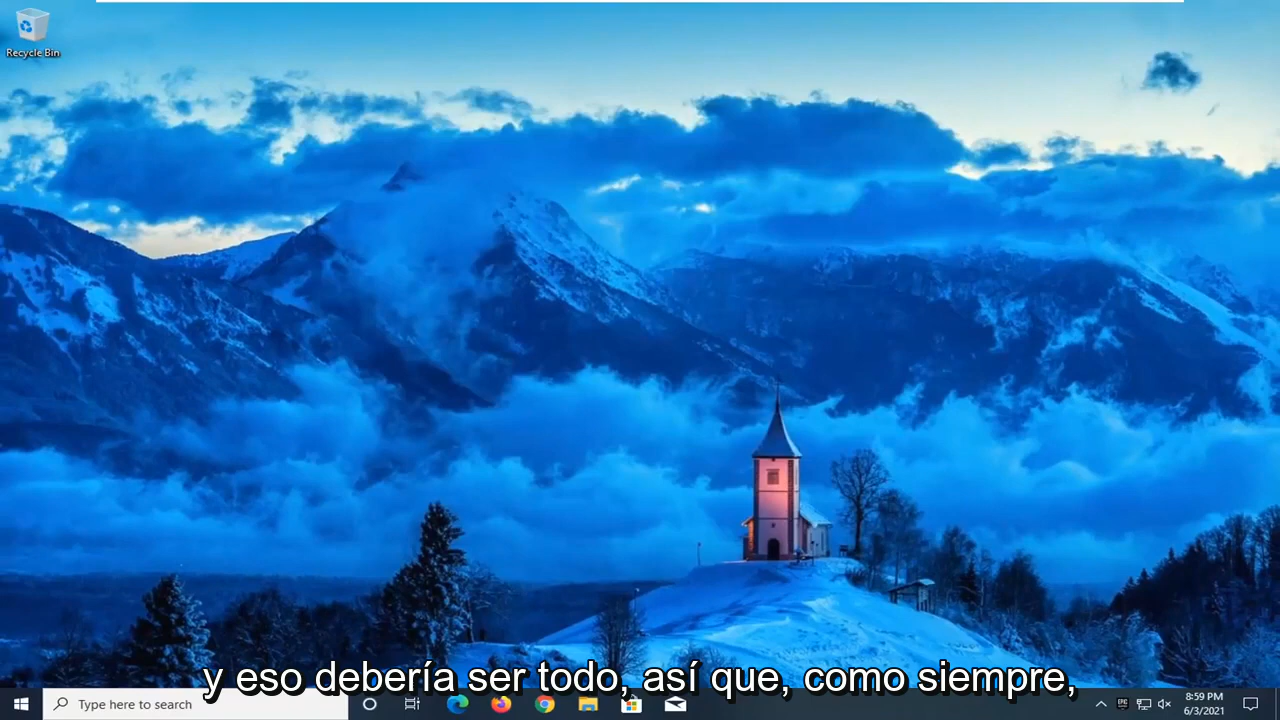 Recycle Bin
y eso debería ser todo, así que, como siempre,
Type here to search
8:59 PM
6/3/2021